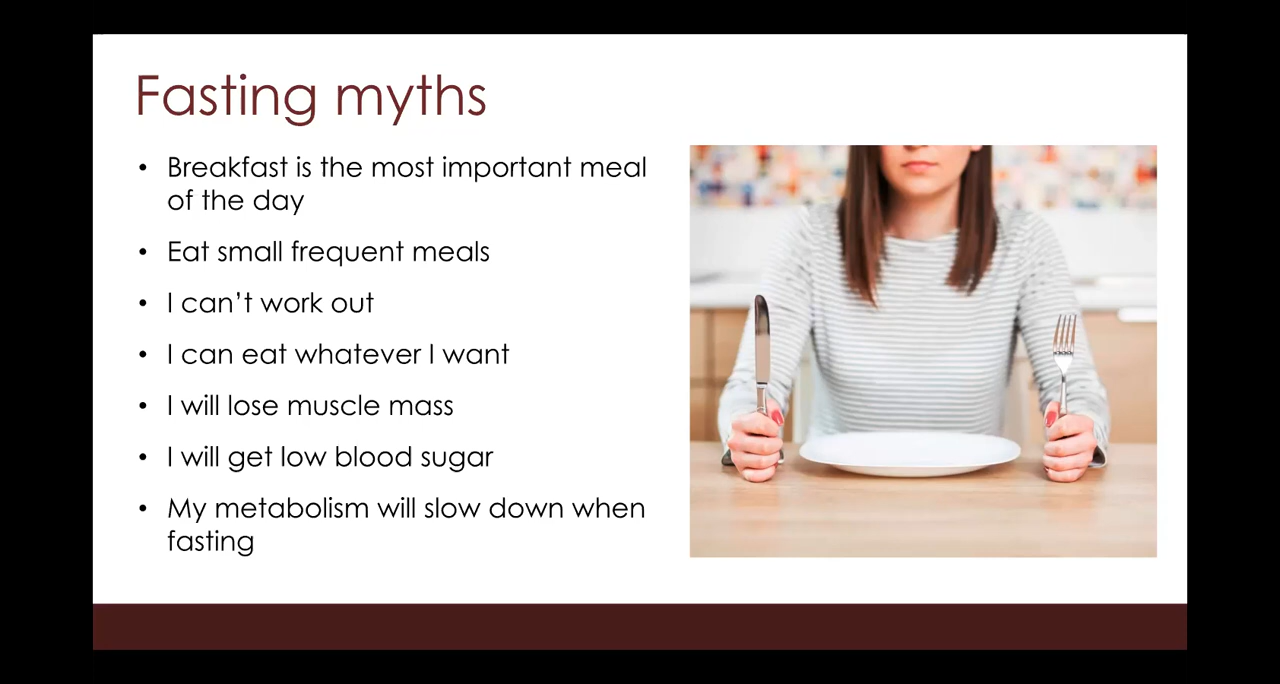 Fasting myths
• Breakfast is the most important meal
of the day
• Eat small frequent meals
• I can’t work out
• I can eat whatever I want
• I will lose muscle mass
• I will get low blood sugar
• My metabolism will slow down when
fasting